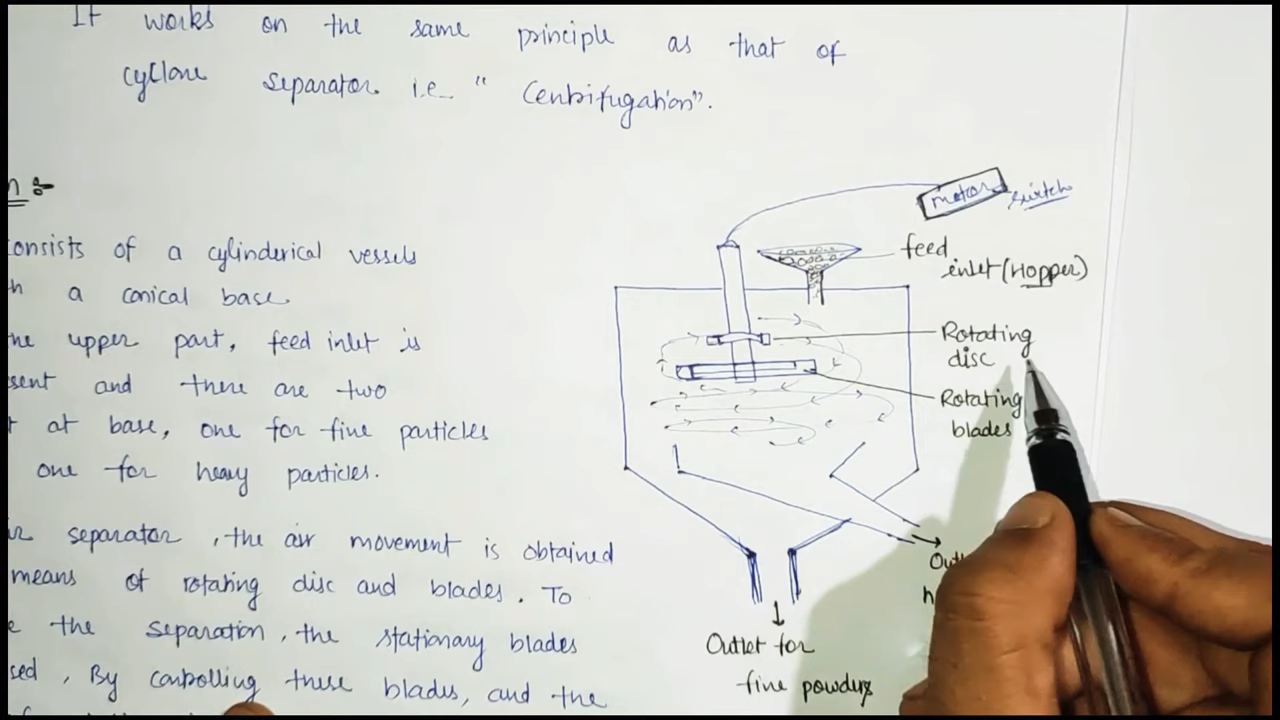 It works on the same principle as that of
cyclone separator i.e. " Centrifugation".
n :-
consists of a cylinderical vessels
a conical base.
upper part, feed inlet is
and there are two
at base, one for fine particles
one for heavy particles.
separator, the air movement is obtained
means of rotating disc and blades. To
the separation, the stationary blades
By controlling these blades, and the
motor
switch
feed
inlet (Hopper)
Rotating
disc
Rotating
blades
Outlet for
fine powders